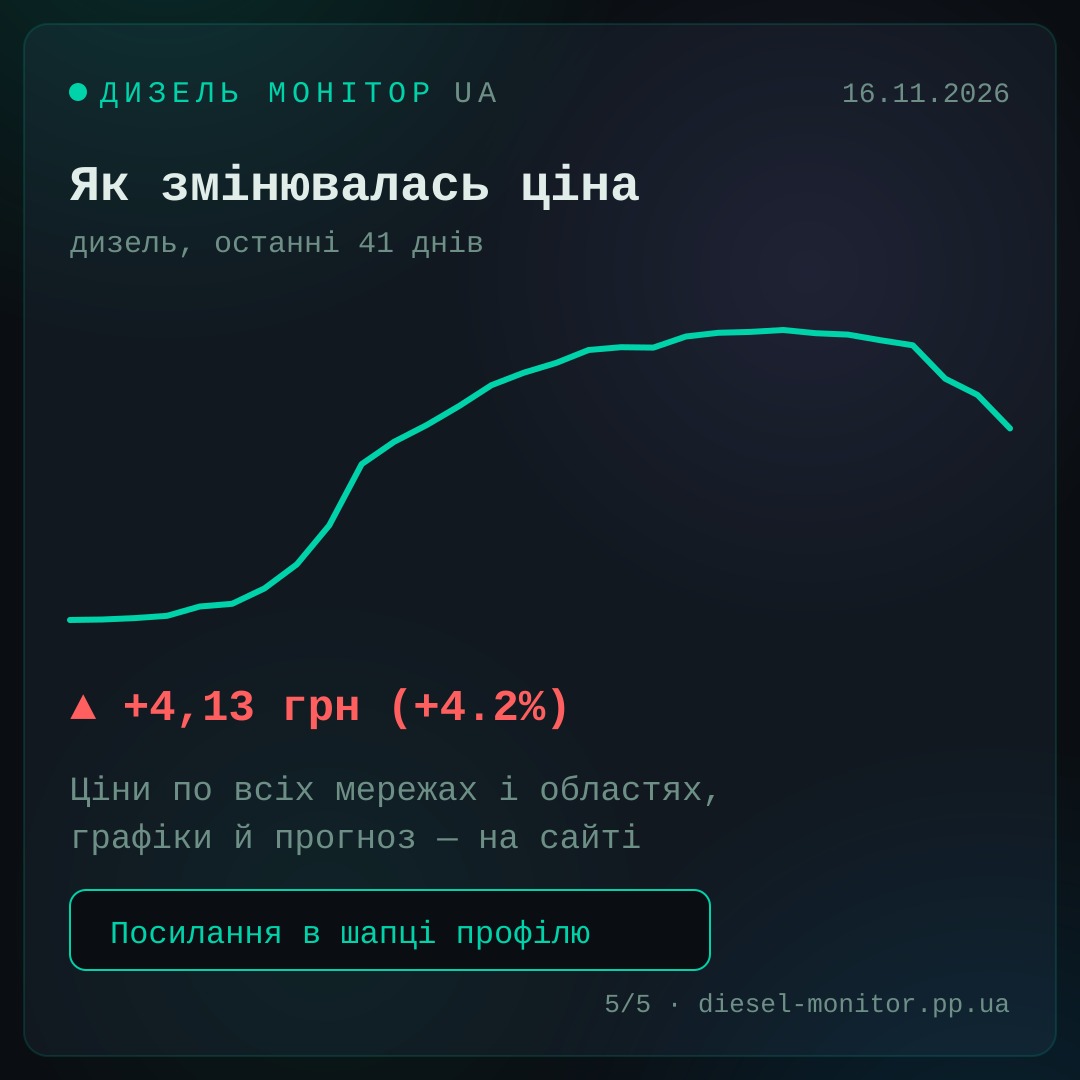 ДИЗЕЛЬ МОНІТОР UA
16.11.2026
Як змінювалась ціна
дизель, останні 41 днів
▲ +4,13 грн (+4.2%)
Ціни по всіх мережах і областях,
графіки й прогноз — на сайті
Посилання в шапці профілю
5/5 · diesel-monitor.pp.ua